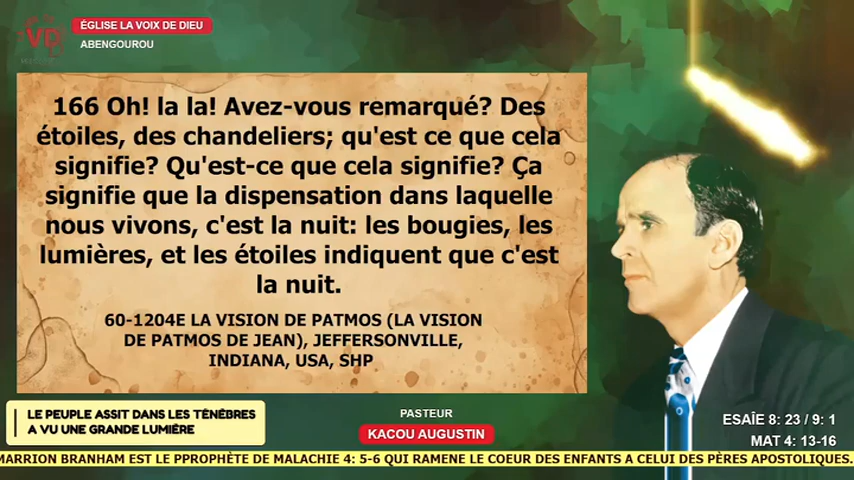 VD
ÉGLISE LA VOIX DE DIEU
ABENGOUROU
166 Oh! la la! Avez-vous remarqué? Des
étoiles, des chandeliers; qu'est ce que cela
signifie? Qu'est-ce que cela signifie? Ça
signifie que la dispensation dans laquelle
nous vivons, c'est la nuit: les bougies, les
lumières, et les étoiles indiquent que c'est
la nuit.
60-1204E LA VISION DE PATMOS (LA VISION
DE PATMOS DE JEAN), JEFFERSONVILLE,
INDIANA, USA, SHP
LE PEUPLE ASSIT DANS LES TÉNÈBRES
A VU UNE GRANDE LUMIÈRE
PASTEUR
KACOU AUGUSTIN
ESAÏE 8: 23 / 9: 1
MAT 4: 13-16
MARRION BRANHAM EST LE PPROPHÈTE DE MALACHIE 4: 5-6 QUI RAMENE LE COEUR DES ENFANTS A CELUI DES PÈRES APOSTOLIQUES.